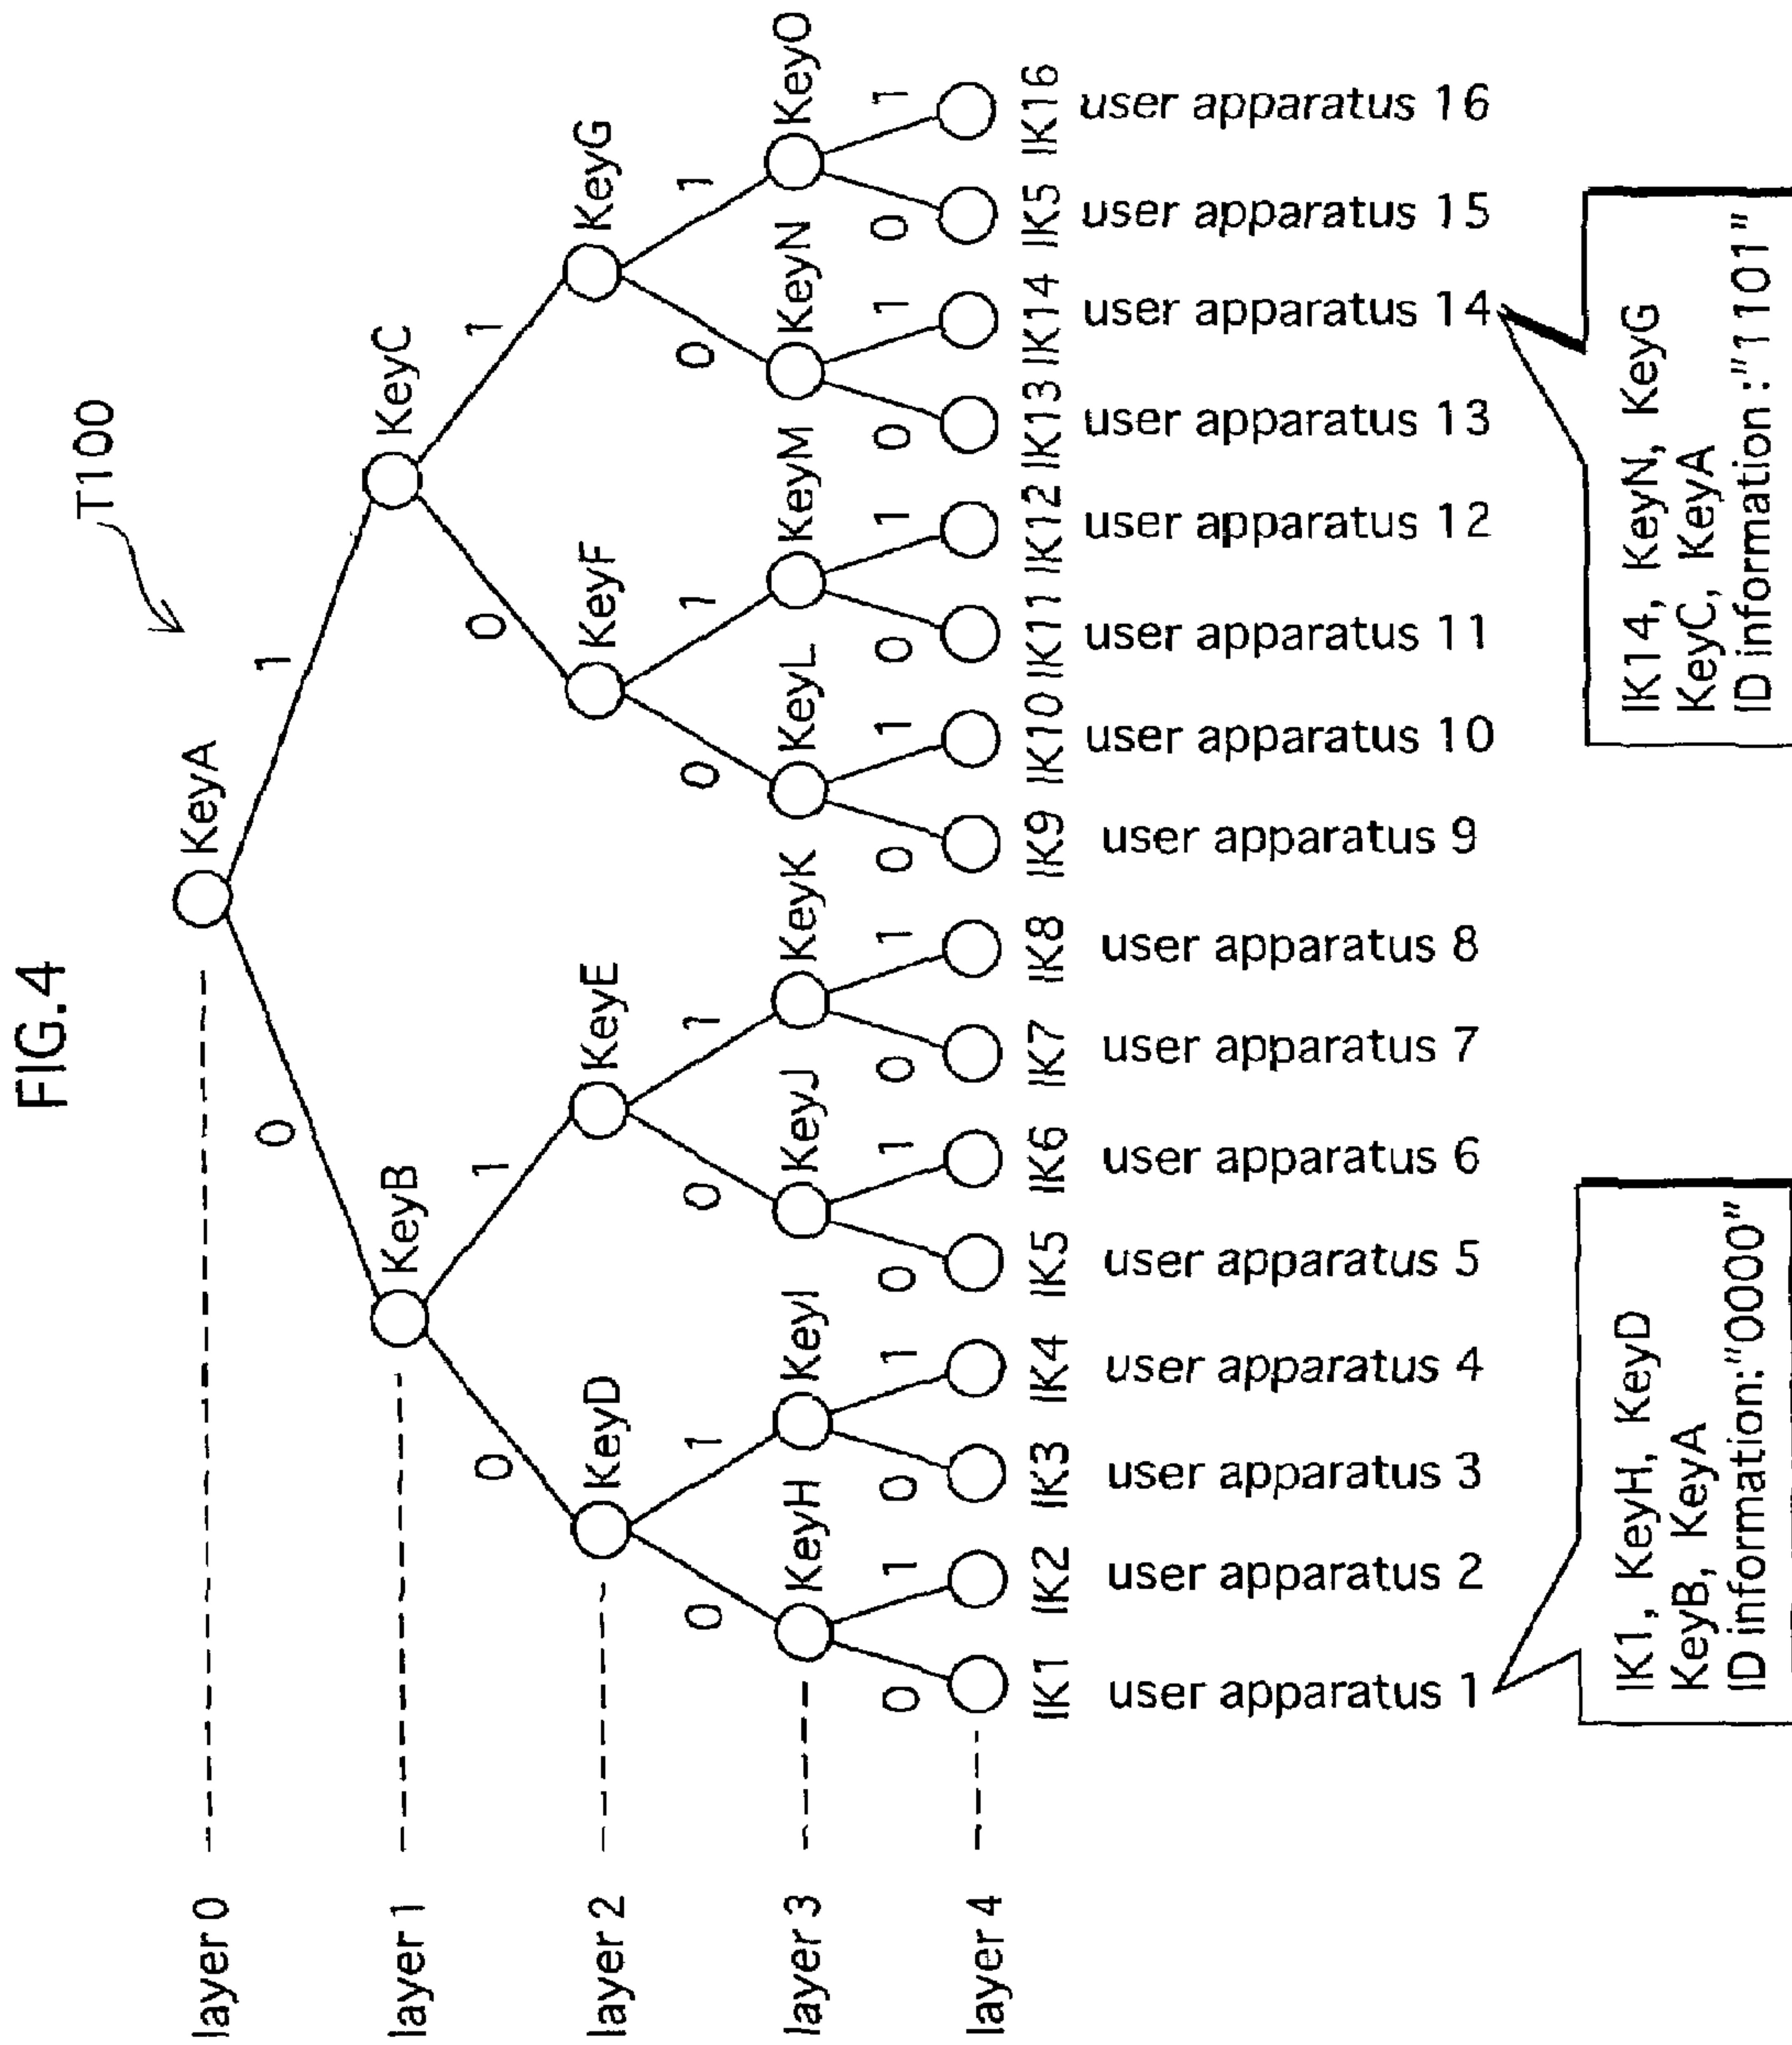 FIG.4
T100
layer 0
KeyA
0 1
layer 1
KeyB KeyC
0 1 0 1
layer 2
KeyD KeyE KeyF KeyG
0 1 0 1 0 1 0 1
layer 3
KeyH KeyI KeyJ KeyK KeyL KeyM KeyN KeyO
0 1 0 1 0 1 0 1 0 1 0 1 0 1 0 1
layer 4
IK1 IK2 IK3 IK4 IK5 IK6 IK7 IK8 IK9 IK10 IK11 IK12 IK13 IK14 IK5 IK16
user apparatus 1
user apparatus 2
user apparatus 3
user apparatus 4
user apparatus 5
user apparatus 6
user apparatus 7
user apparatus 8
user apparatus 9
user apparatus 10
user apparatus 11
user apparatus 12
user apparatus 13
user apparatus 14
user apparatus 15
user apparatus 16
IK1, KeyH, KeyD
KeyB, KeyA
ID information:"0000"
IK14, KeyN, KeyG
KeyC, KeyA
ID information :"1101"